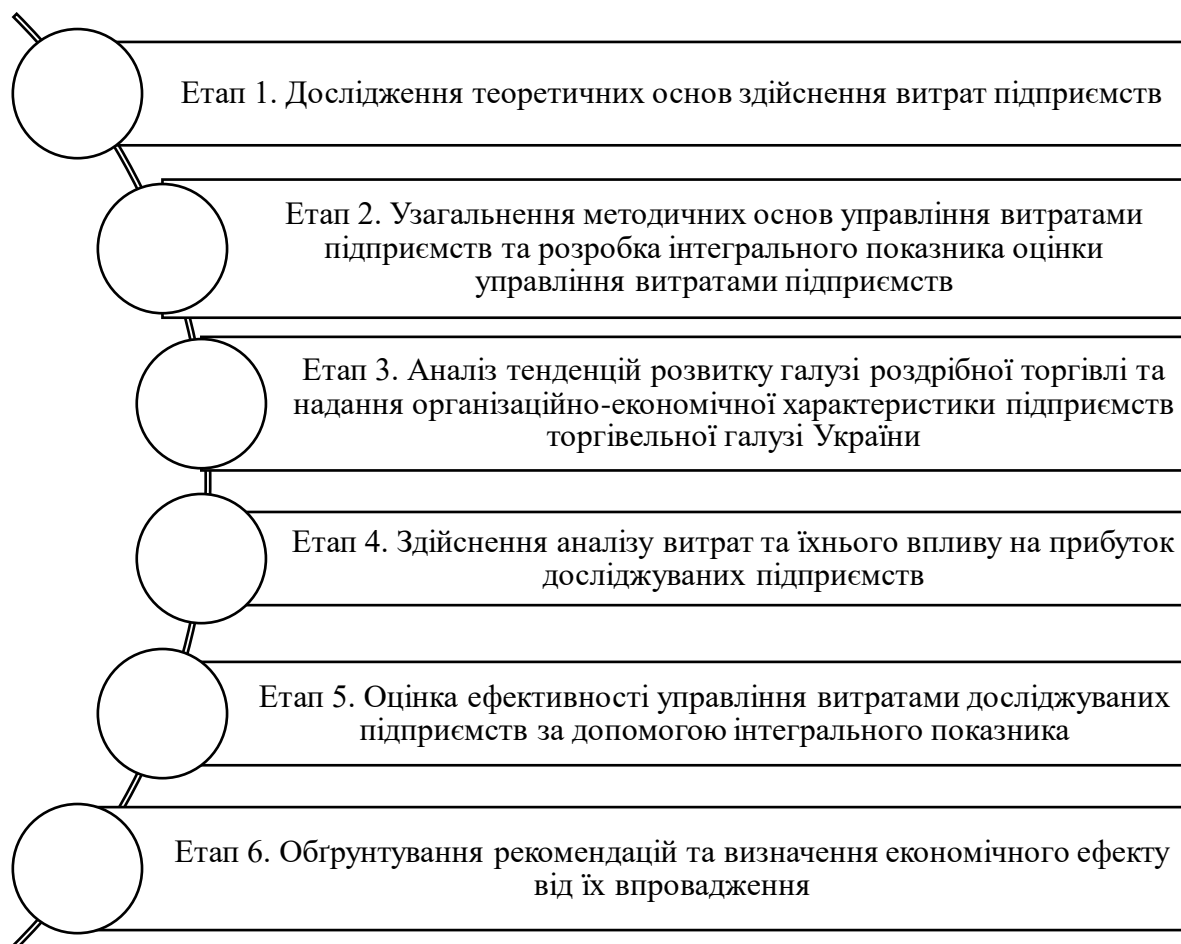 Етап 1. Дослідження теоретичних основ здійснення витрат підприємств
Етап 2. Узагальнення методичних основ управління витратами
підприємств та розробка інтегрального показника оцінки
управління витратами підприємств
Етап 3. Аналіз тенденцій розвитку галузі роздрібної торгівлі та
надання організаційно-економічної характеристики підприємств
торгівельної галузі України
Етап 4. Здійснення аналізу витрат та їхнього впливу на прибуток
досліджуваних підприємств
Етап 5. Оцінка ефективності управління витратами досліджуваних
підприємств за допомогою інтегрального показника
Етап 6. Обґрунтування рекомендацій та визначення економічного ефекту
від їх впровадження